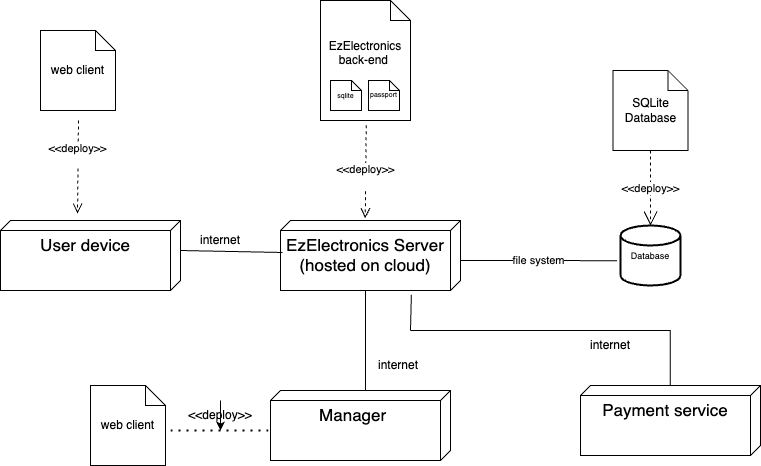 EzElectronics
back-end
web client
sqlite
passport
SQLite
Database
<<deploy>>
<<deploy>>
<<deploy>>
User device
internet
EzElectronics Server
(hosted on cloud)
file system
Database
internet
internet
web client
<<deploy>>
Manager
Payment service